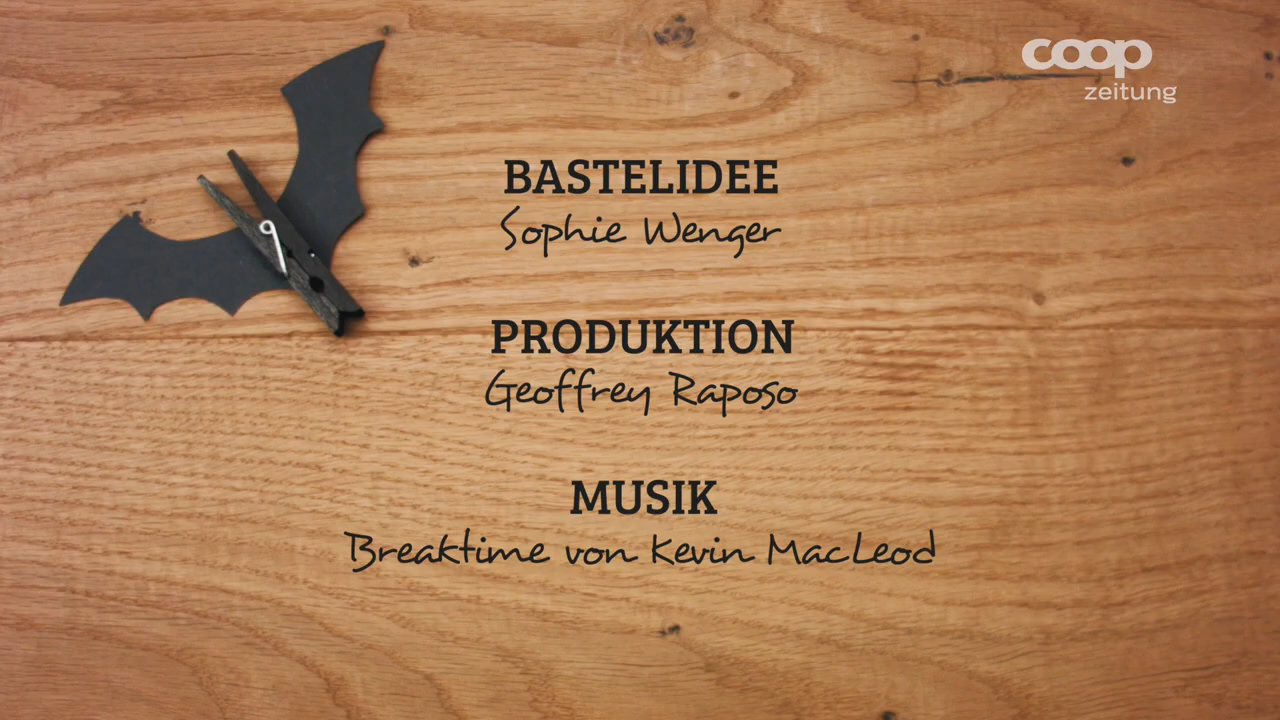 coop
zeitung
BASTELIDEE
Sophie Wenger
PRODUKTION
Geoffrey Raposo
MUSIK
Breaktime von Kevin MacLeod